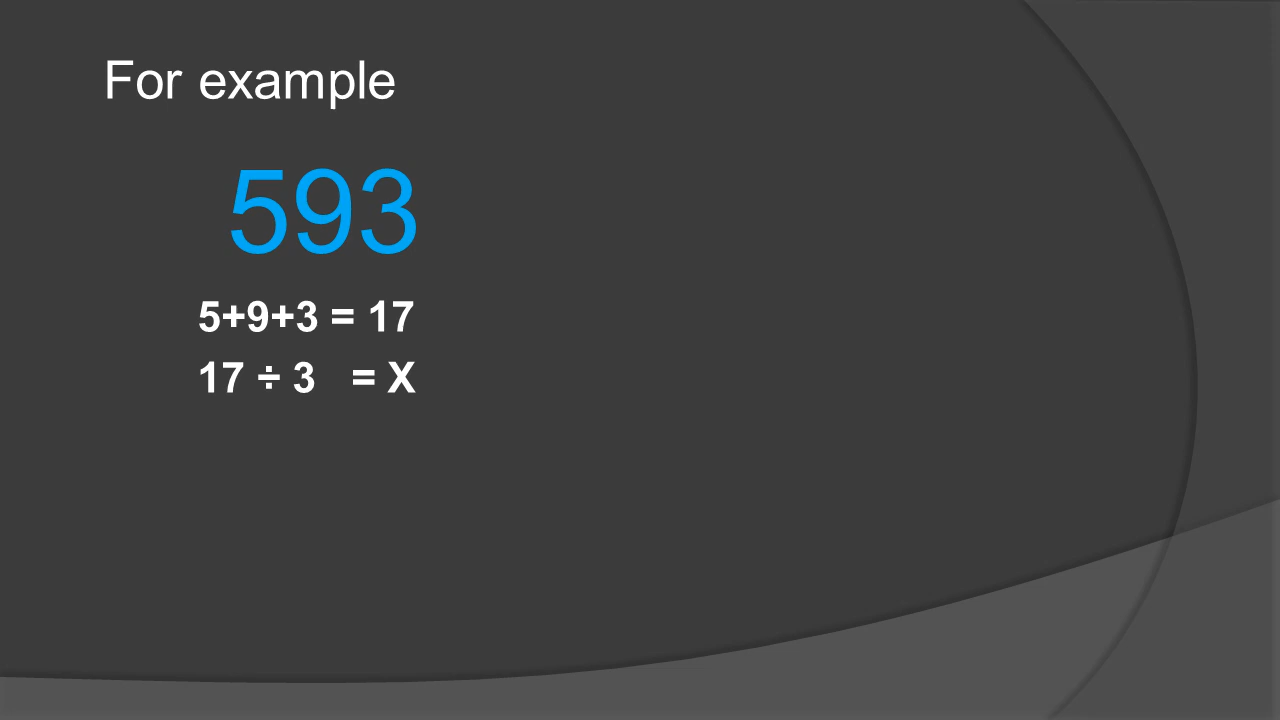 For example
593
5+9+3 = 17
17 ÷ 3 = X